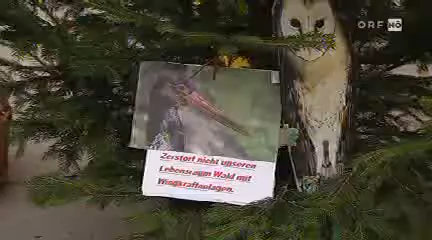 ORF NÖ
Zerstört nicht unseren
Lebensraum Wald mit
Windkraftanlagen.